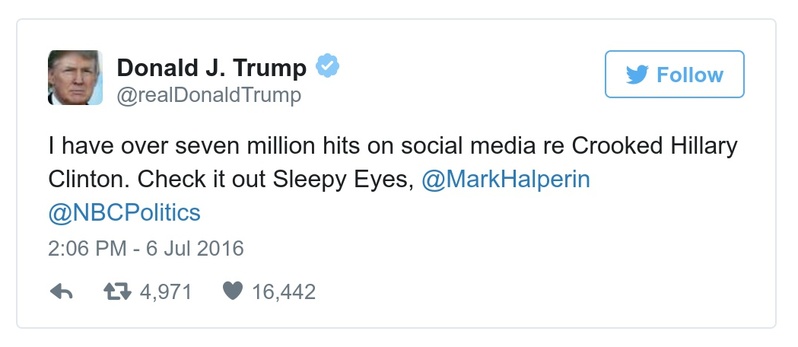 Donald J. Trump
@realDonaldTrump
Follow
I have over seven million hits on social media re Crooked Hillary
Clinton. Check it out Sleepy Eyes, @MarkHalperin
@NBCPolitics
2:06 PM - 6 Jul 2016
4,971 16,442